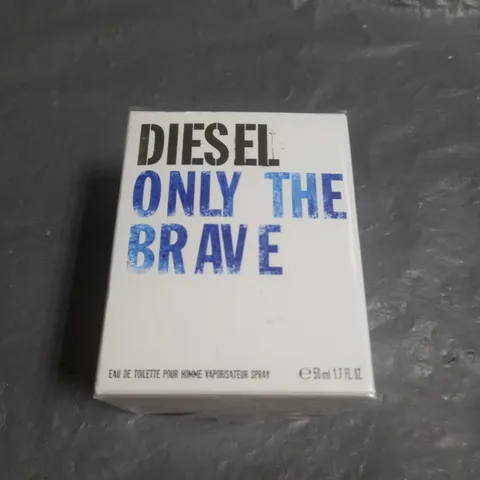 DIESEL
ONLY THE
BRAVE
EAU DE TOILETTE POUR HOMME VAPORISATEUR SPRAY
℮50 ml 1.7 FL.OZ.